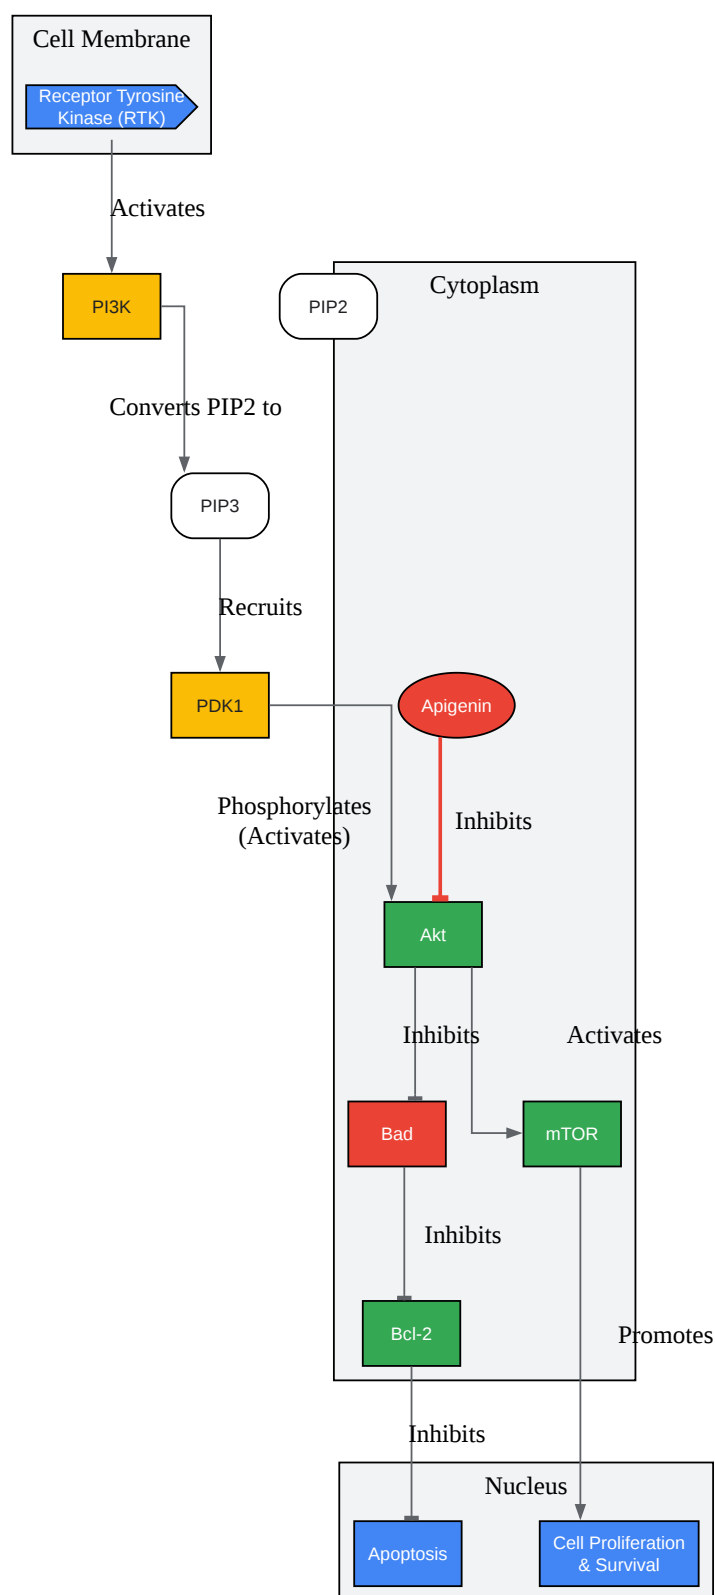 Cell Membrane
Receptor Tyrosine
Kinase (RTK)
Activates
PI3K
PIP2
Cytoplasm
Converts PIP2 to
PIP3
Recruits
PDK1
Apigenin
Phosphorylates
(Activates)
Inhibits
Akt
Inhibits
Activates
Bad
mTOR
Inhibits
Bcl-2
Promotes
Inhibits
Nucleus
Apoptosis
Cell Proliferation
& Survival